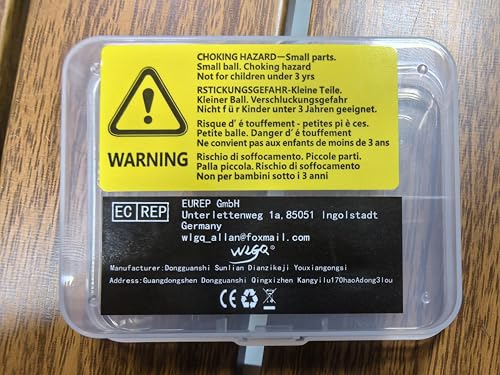 CHOKING HAZARD—Small parts.
Small ball. Choking hazard
Not for children under 3 yrs
RSTICKUNGSGEFAHR-Kleine Teile.
Kleiner Ball. Verschluckungsgefahr
Nicht f ü r Kinder unter 3 Jahren geeignet.
Risque d' é touffement - petites pi è ces.
Petite balle. Danger d' é touffement
Ne convient pas aux enfants de moins de 3 ans
Rischio di soffocamento. Piccole parti.
Palla piccola. Rischio di soffocamento
Non per bambini sotto i 3 anni
WARNING
EC REP
EUREP GmbH
Unterlettenweg 1a,85051 Ingolstadt
Germany
wlgq_allan@foxmail.com
WLGQ®
Manufacturer:Dongguanshi Sunlian Dianzikeji Youxiangongsi
Address:Guangdongshen Dongguanshi Qingxizhen Kangyilu170haoAdong3lou
CE